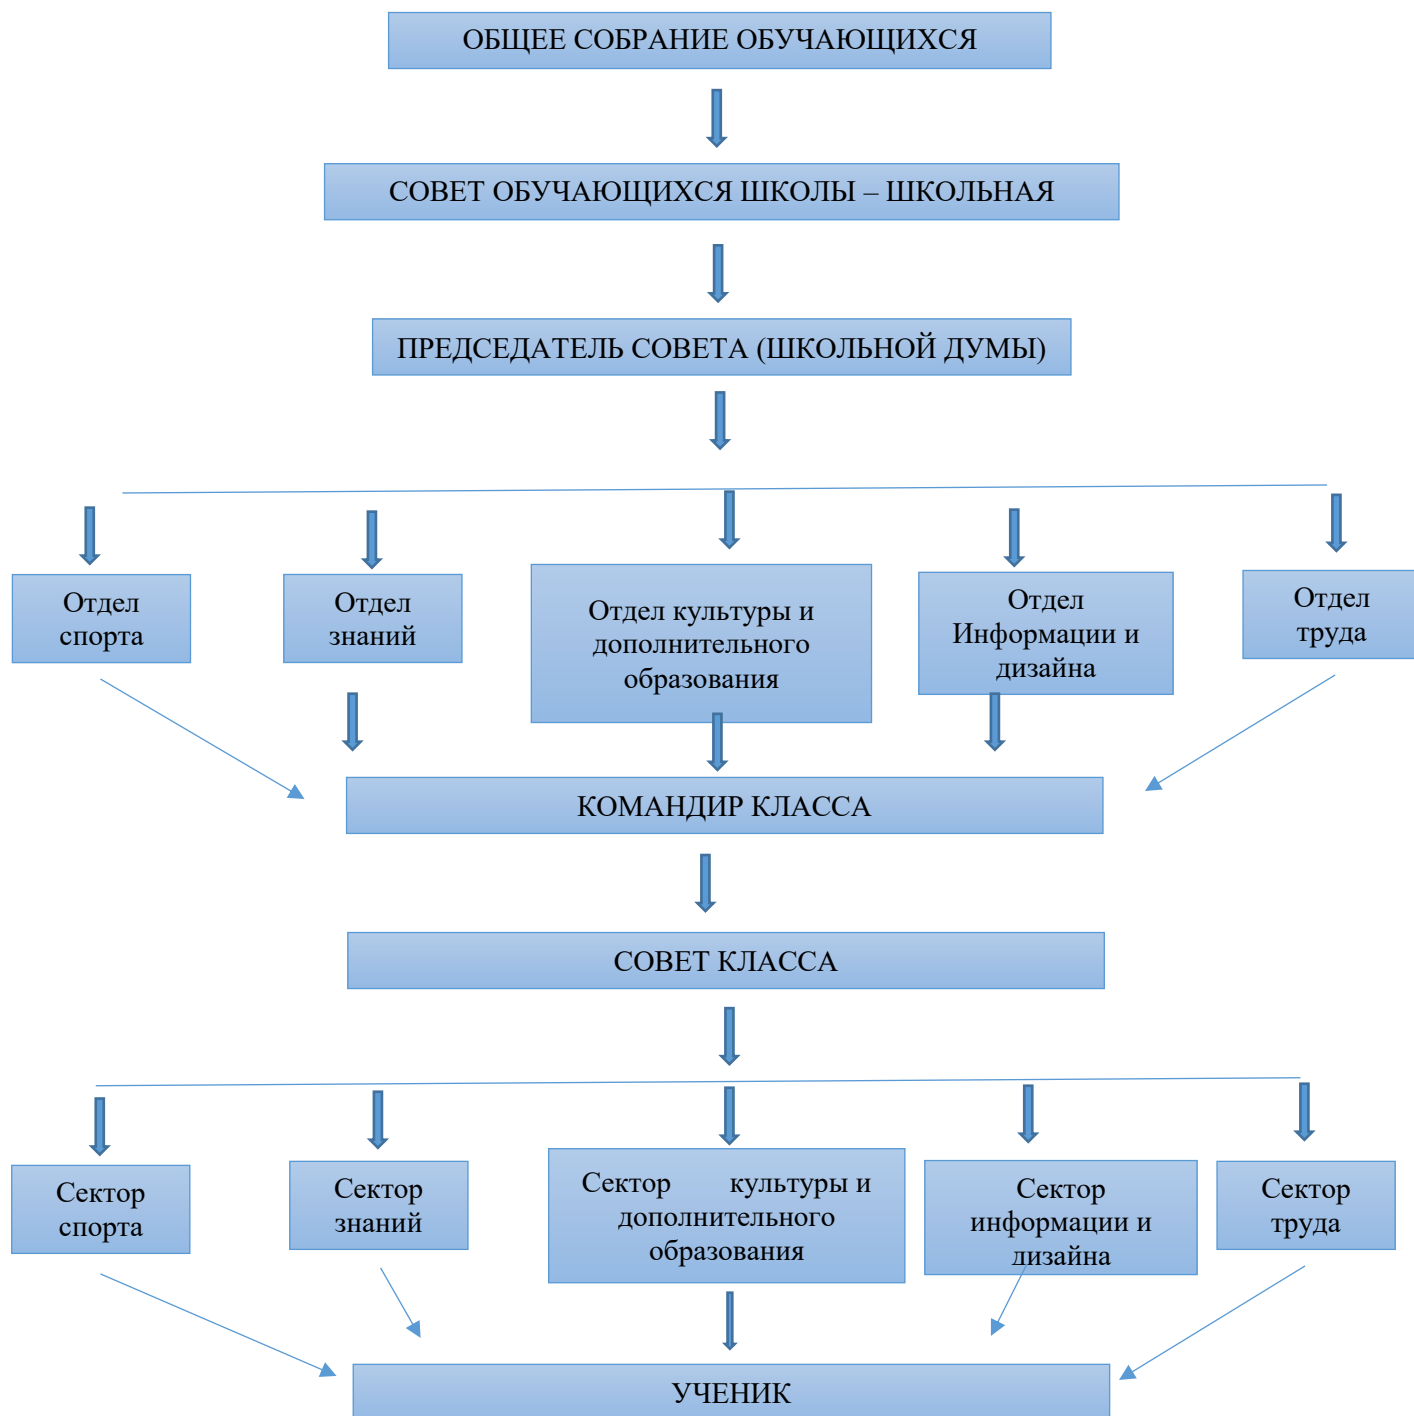 ОБЩЕЕ СОБРАНИЕ ОБУЧАЮЩИХСЯ
СОВЕТ ОБУЧАЮЩИХСЯ ШКОЛЫ – ШКОЛЬНАЯ
ПРЕДСЕДАТЕЛЬ СОВЕТА (ШКОЛЬНОЙ ДУМЫ)
Отдел
спорта
Отдел
знаний
Отдел культуры и
дополнительного
образования
Отдел
Информации и
дизайна
Отдел
труда
КОМАНДИР КЛАССА
СОВЕТ КЛАССА
Сектор
спорта
Сектор
знаний
Сектор культуры и
дополнительного
образования
Сектор
информации и
дизайна
Сектор
труда
УЧЕНИК